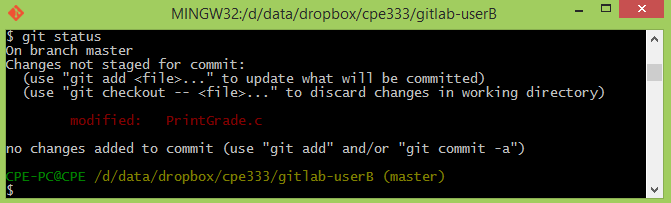 MINGW32:/d/data/dropbox/cpe333/gitlab-userB
$ git status
On branch master
Changes not staged for commit:
  (use "git add <file>..." to update what will be committed)
  (use "git checkout -- <file>..." to discard changes in working directory)
        modified:   PrintGrade.c
no changes added to commit (use "git add" and/or "git commit -a")
CPE-PC@CPE /d/data/dropbox/cpe333/gitlab-userB (master)
$